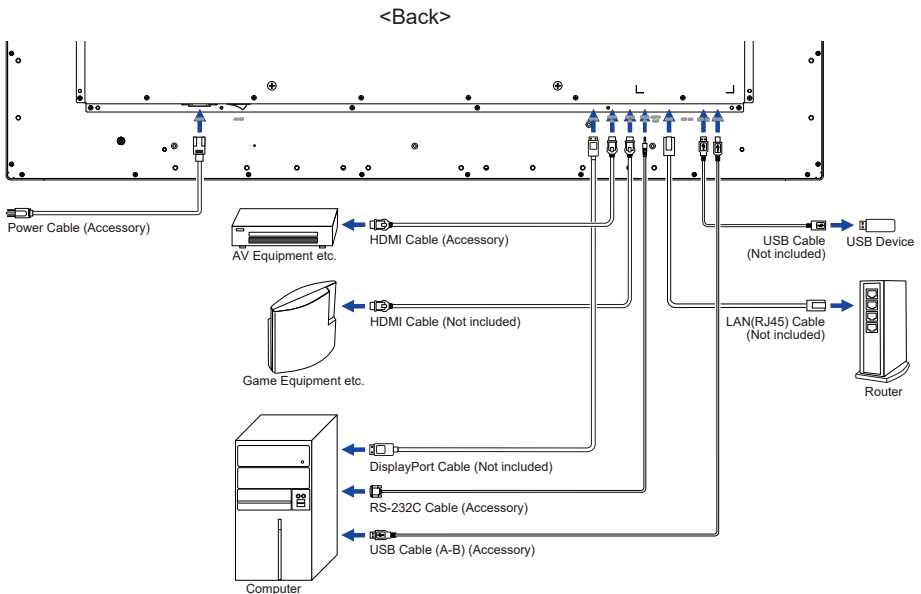 <Back>
Power Cable (Accessory)
AV Equipment etc.
HDMI Cable (Accessory)
USB Cable
(Not included)
USB Device
Game Equipment etc.
HDMI Cable (Not included)
LAN(RJ45) Cable
(Not included)
Router
DisplayPort Cable (Not included)
RS-232C Cable (Accessory)
USB Cable (A-B) (Accessory)
Computer